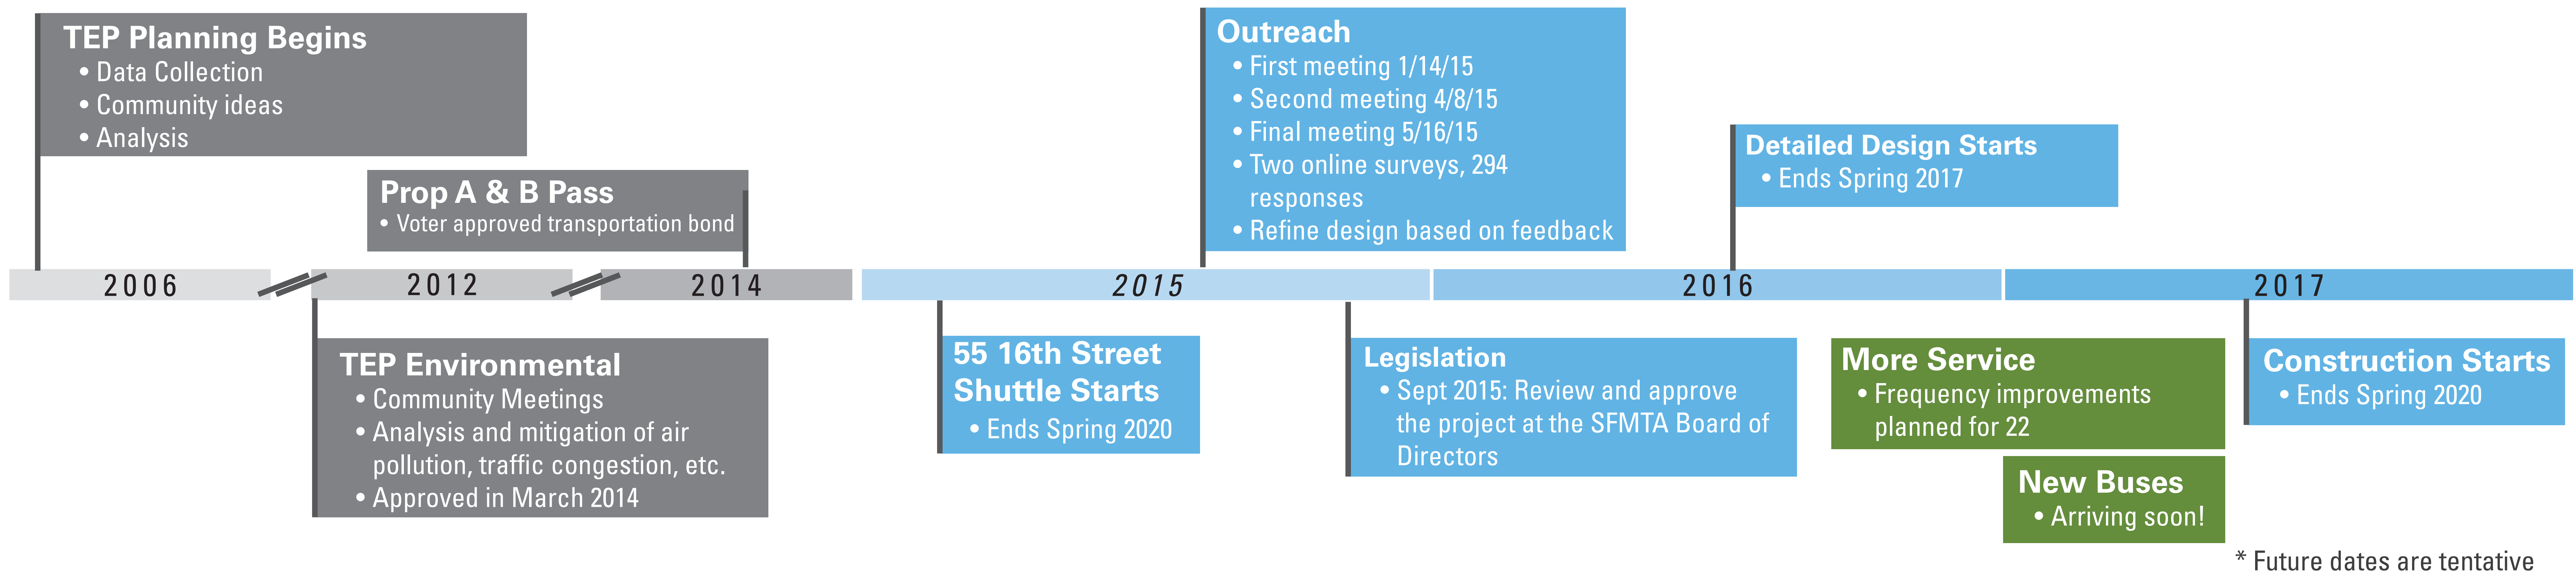 TEP Planning Begins
• Data Collection
• Community ideas
• Analysis
Prop A & B Pass
• Voter approved transportation bond
Outreach
• First meeting 1/14/15
• Second meeting 4/8/15
• Final meeting 5/16/15
• Two online surveys, 294
responses
• Refine design based on feedback
Detailed Design Starts
• Ends Spring 2017
2006
2012
2014
2015
2016
2017
TEP Environmental
• Community Meetings
• Analysis and mitigation of air
pollution, traffic congestion, etc.
• Approved in March 2014
55 16th Street
Shuttle Starts
• Ends Spring 2020
Legislation
• Sept 2015: Review and approve
the project at the SFMTA Board of
Directors
More Service
• Frequency improvements
planned for 22
New Buses
• Arriving soon!
Construction Starts
• Ends Spring 2020
* Future dates are tentative